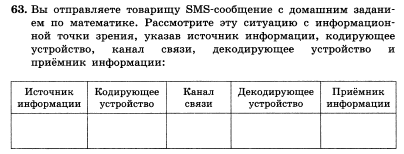 63. Вы отправляете товарищу SMS-сообщение с домашним задани-
ем по математике. Рассмотрите эту ситуацию с информацион-
ной точки зрения, указав источник информации, кодирующее
устройство, канал связи, декодирующее устройство и
приёмник информации:
Источник информации
Кодирующее устройство
Канал связи
Декодирующее устройство
Приёмник информации